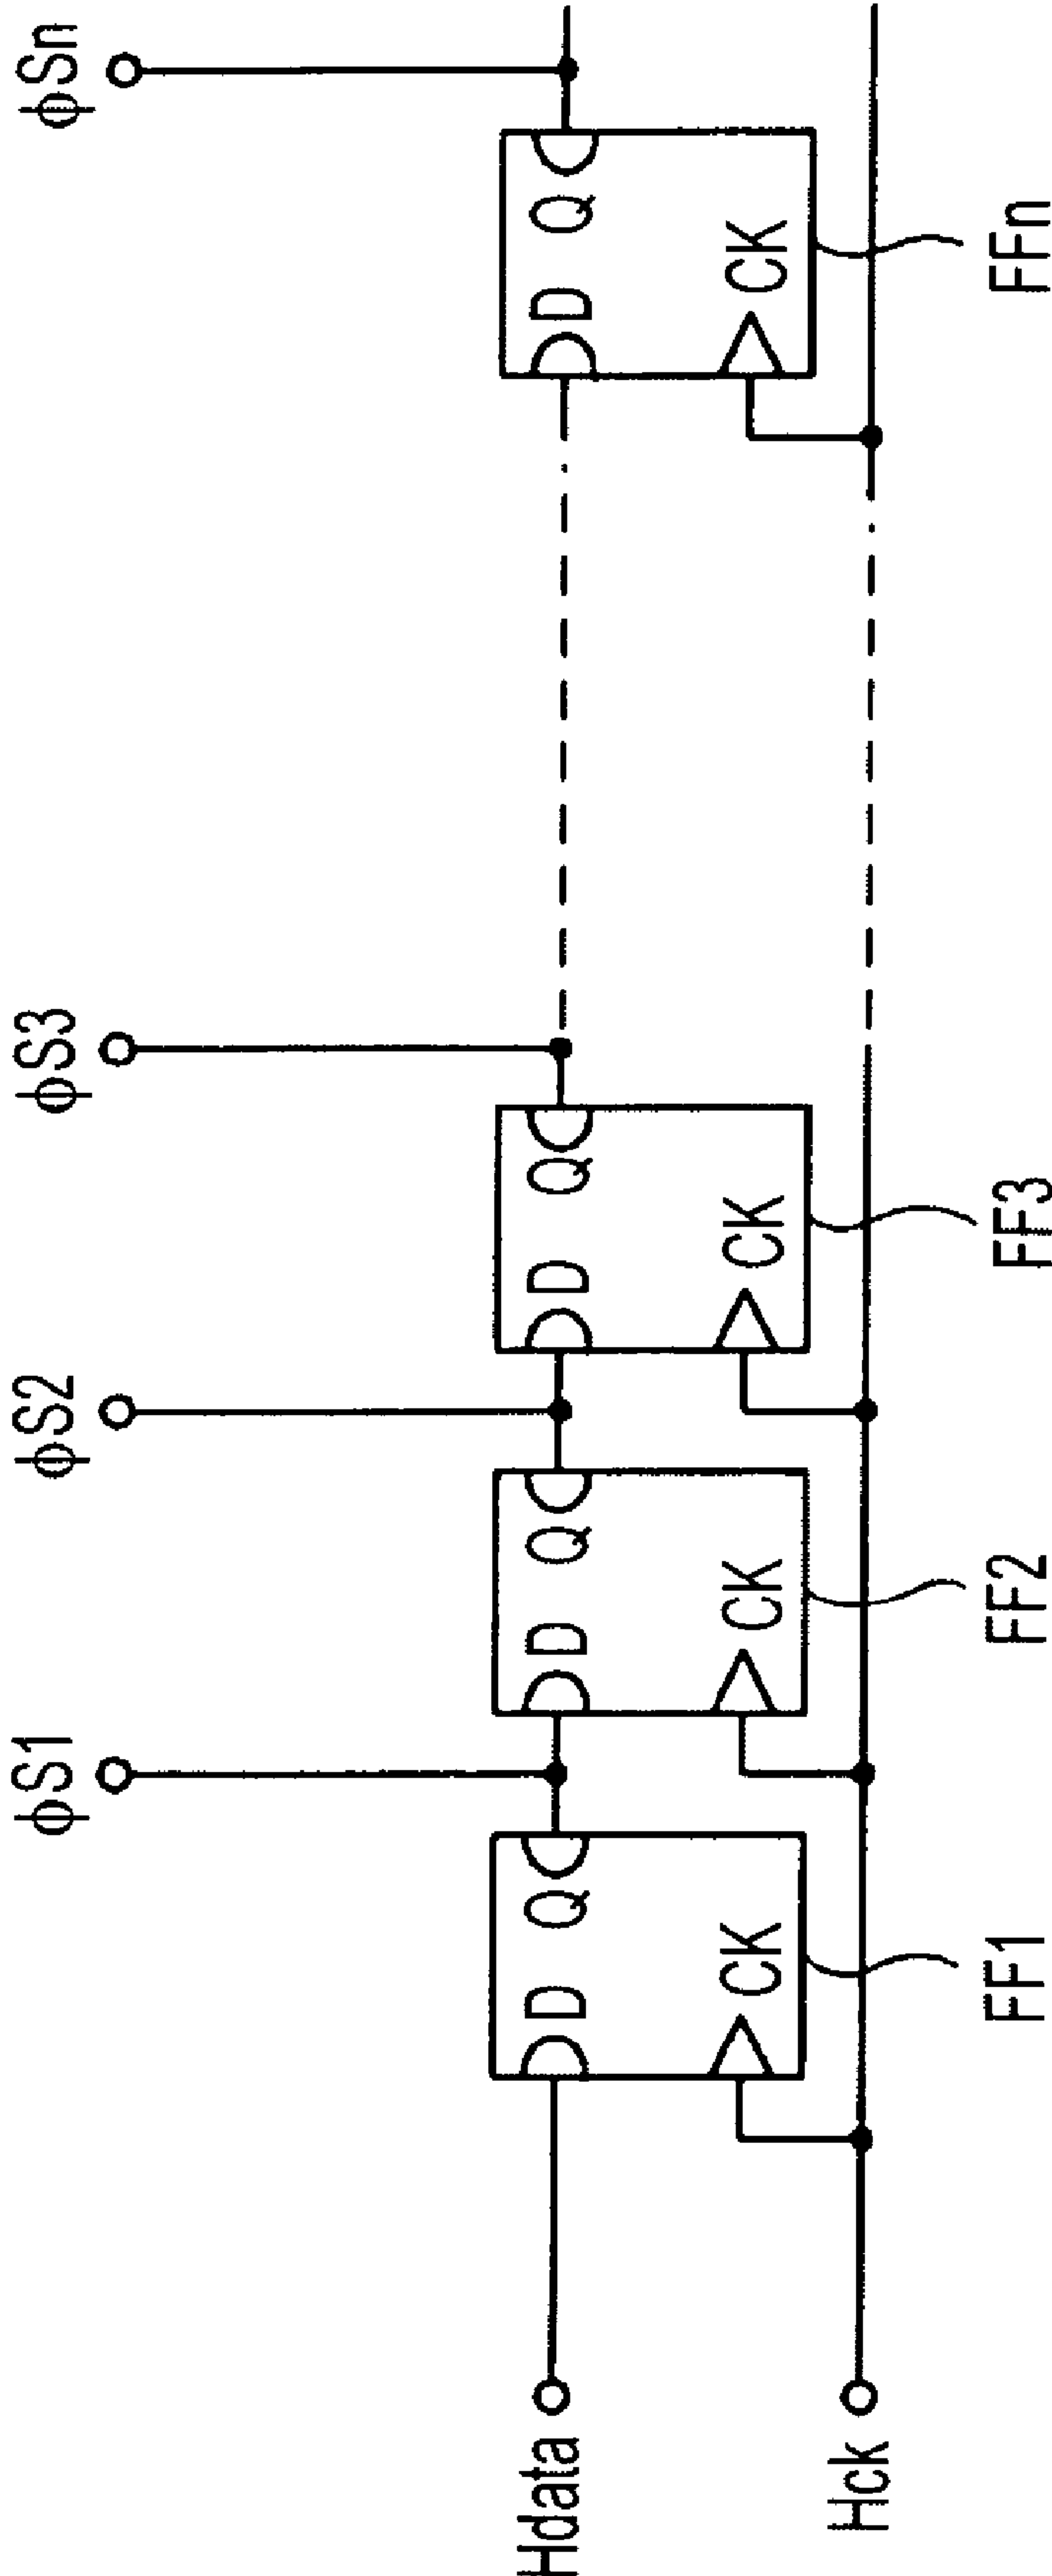 ϕS1
ϕS2
ϕS3
ϕSn
D Q
CK
D Q
CK
D Q
CK
D Q
CK
Hdata
Hck
FF1
FF2
FF3
FFn